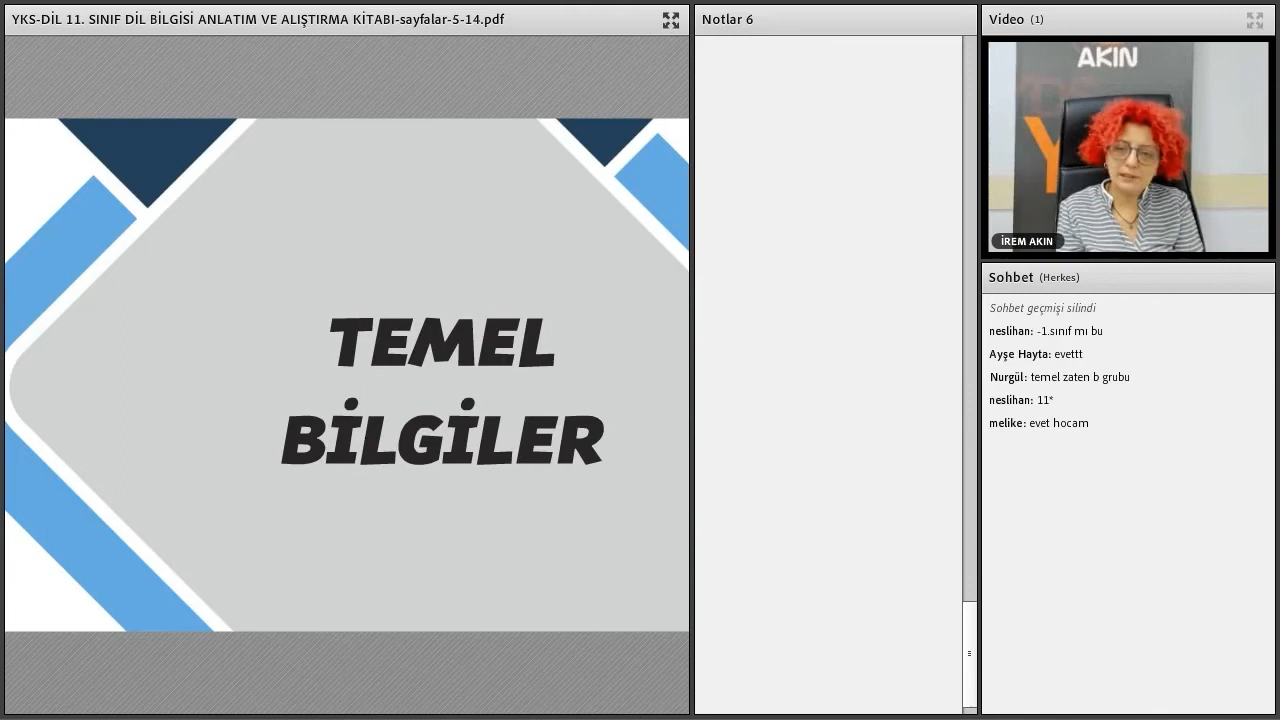 YKS-DİL 11. SINIF DİL BİLGİSİ ANLATIM VE ALIŞTIRMA KİTABI-sayfalar-5-14.pdf
TEMEL
BİLGİLER
Notlar 6
Video (1)
AKIN
Y
İREM AKIN
Sohbet (Herkes)
Sohbet geçmişi silindi
neslihan: -1.sınıf mı bu
Ayşe Hayta: evettt
Nurgül: temel zaten b grubu
neslihan: 11*
melike: evet hocam